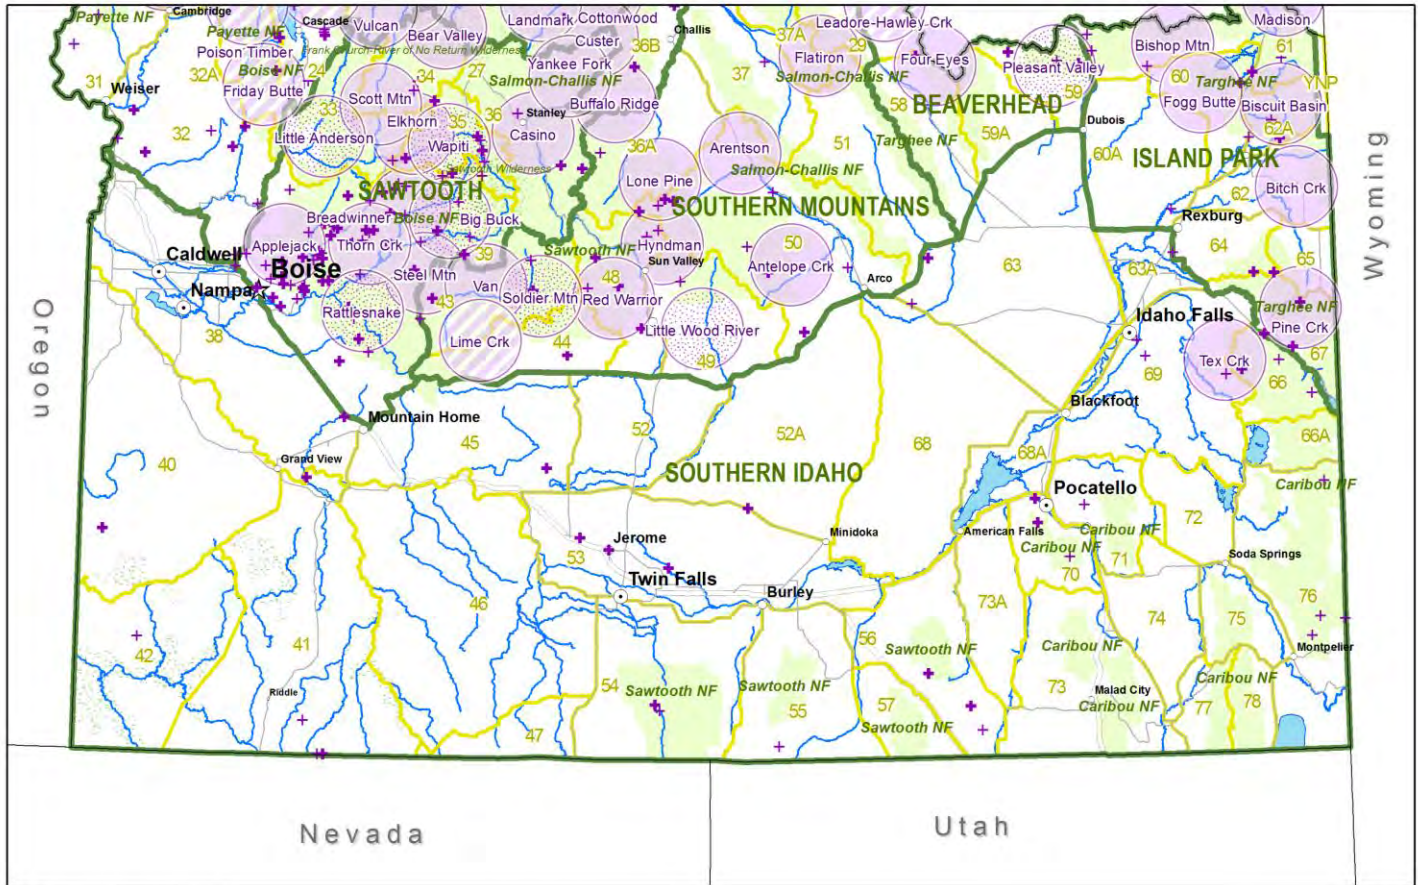 Payette NF
Cambridge
Cascade
Vulcan
Bear Valley
Landmark
Cottonwood
Custer
36B
Challis
37A
Leadore-Hawley Crk
29
Madison
Payette NF
Poison Timber
Frank Church-River of No Return Wilderness
Yankee Fork
Flatiron
Four-Eyes
Pleasant Valley
Bishop Mtn
61
31
32A
Boise NF
24
34
27
Salmon-Challis NF
37
Salmon-Challis NF
60
Targhee NF
YNP
Weiser
Friday Butte
Scott Mtn
Buffalo Ridge
58
BEAVERHEAD
59
Fogg Butte
Biscuit Basin
33
Elkhorn
35
36
Stanley
Casino
Dubois
62A
32
Little Anderson
Wapiti
36A
Arentson
51
Targhee NF
59A
60A
ISLAND PARK
Sawtooth Wilderness
Lone Pine
Salmon-Challis NF
Bitch Crk
SAWTOOTH
62
Breadwinner
Boise NF
Big Buck
SOUTHERN MOUNTAINS
Rexburg
Caldwell
Applejack
Thorn Crk
39
Sawtooth NF
Hyndman
50
64
Boise
Steel Mtn
48
Sun Valley
Antelope Crk
63
63A
65
Nampa
Van
Soldier Mtn
Red Warrior
Arco
Targhee NF
Rattlesnake
43
Little Wood River
Idaho Falls
Pine Crk
38
Lime Crk
44
49
Tex Crk
67
69
66
Oregon
Wyoming
Mountain Home
Blackfoot
45
52
52A
68
66A
40
Grand View
68A
SOUTHERN IDAHO
Caribou NF
Pocatello
72
American Falls
Caribou NF
Minidoka
Caribou NF
Jerome
53
71
Soda Springs
70
Twin Falls
Burley
46
73A
74
75
76
41
56
42
Sawtooth NF
Caribou NF
Montpelier
Riddle
54
Sawtooth NF
Sawtooth NF
73
Malad City
Caribou NF
57
55
Caribou NF
77
78
47
Sawtooth NF
Nevada
Utah